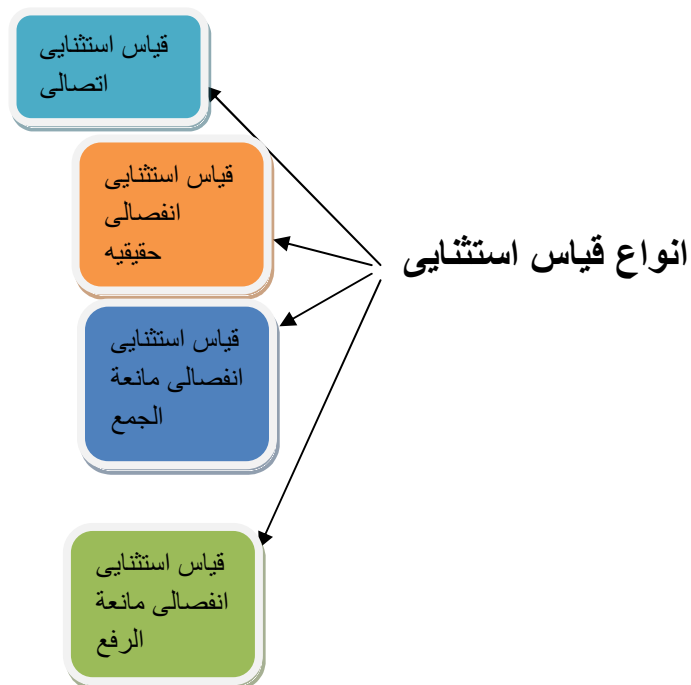 قیاس استثنایی
اتصالی
قیاس استثنایی
انفصالی
حقیقیه
انواع قیاس استثنایی
قیاس استثنایی
انفصالی مانعة
الجمع
قیاس استثنایی
انفصالی مانعة
الرفع